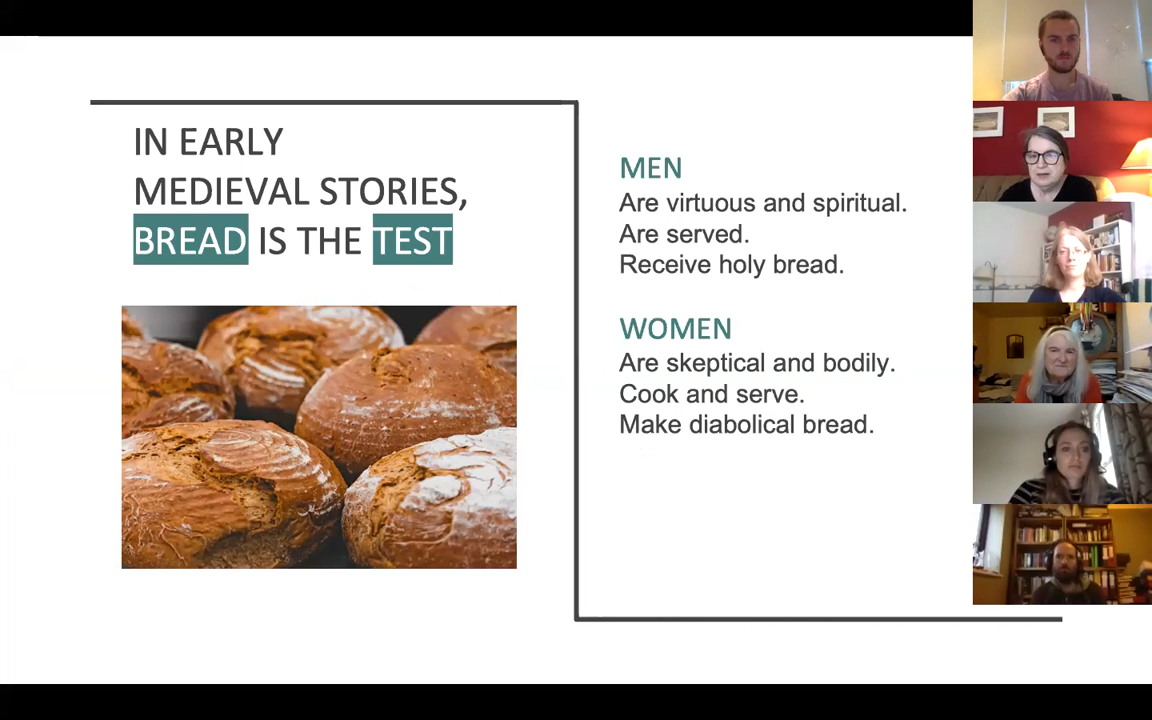 IN EARLY
MEDIEVAL STORIES,
BREAD IS THE TEST
MEN
Are virtuous and spiritual.
Are served.
Receive holy bread.
WOMEN
Are skeptical and bodily.
Cook and serve.
Make diabolical bread.